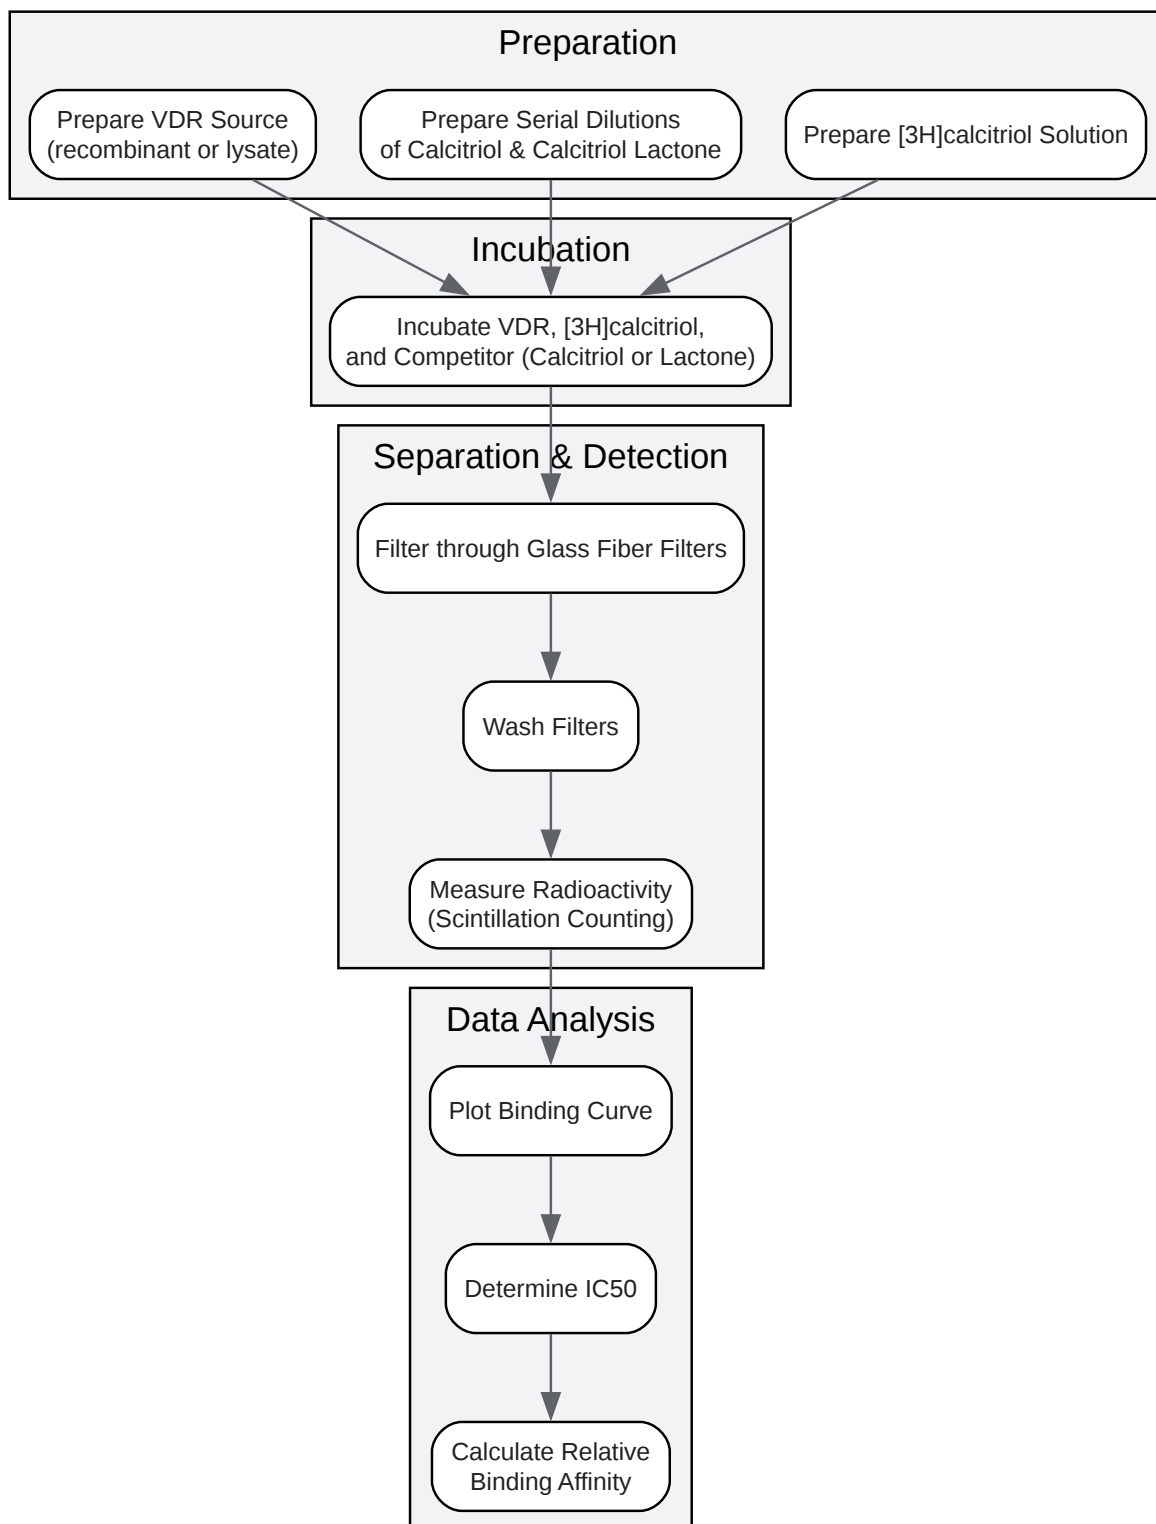 Preparation
Prepare VDR Source
(recombinant or lysate)
Prepare Serial Dilutions
of Calcitriol & Calcitriol Lactone
Prepare [3H]calcitriol Solution
Incubation
Incubate VDR, [3H]calcitriol,
and Competitor (Calcitriol or Lactone)
Separation & Detection
Filter through Glass Fiber Filters
Wash Filters
Measure Radioactivity
(Scintillation Counting)
Data Analysis
Plot Binding Curve
Determine IC50
Calculate Relative
Binding Affinity